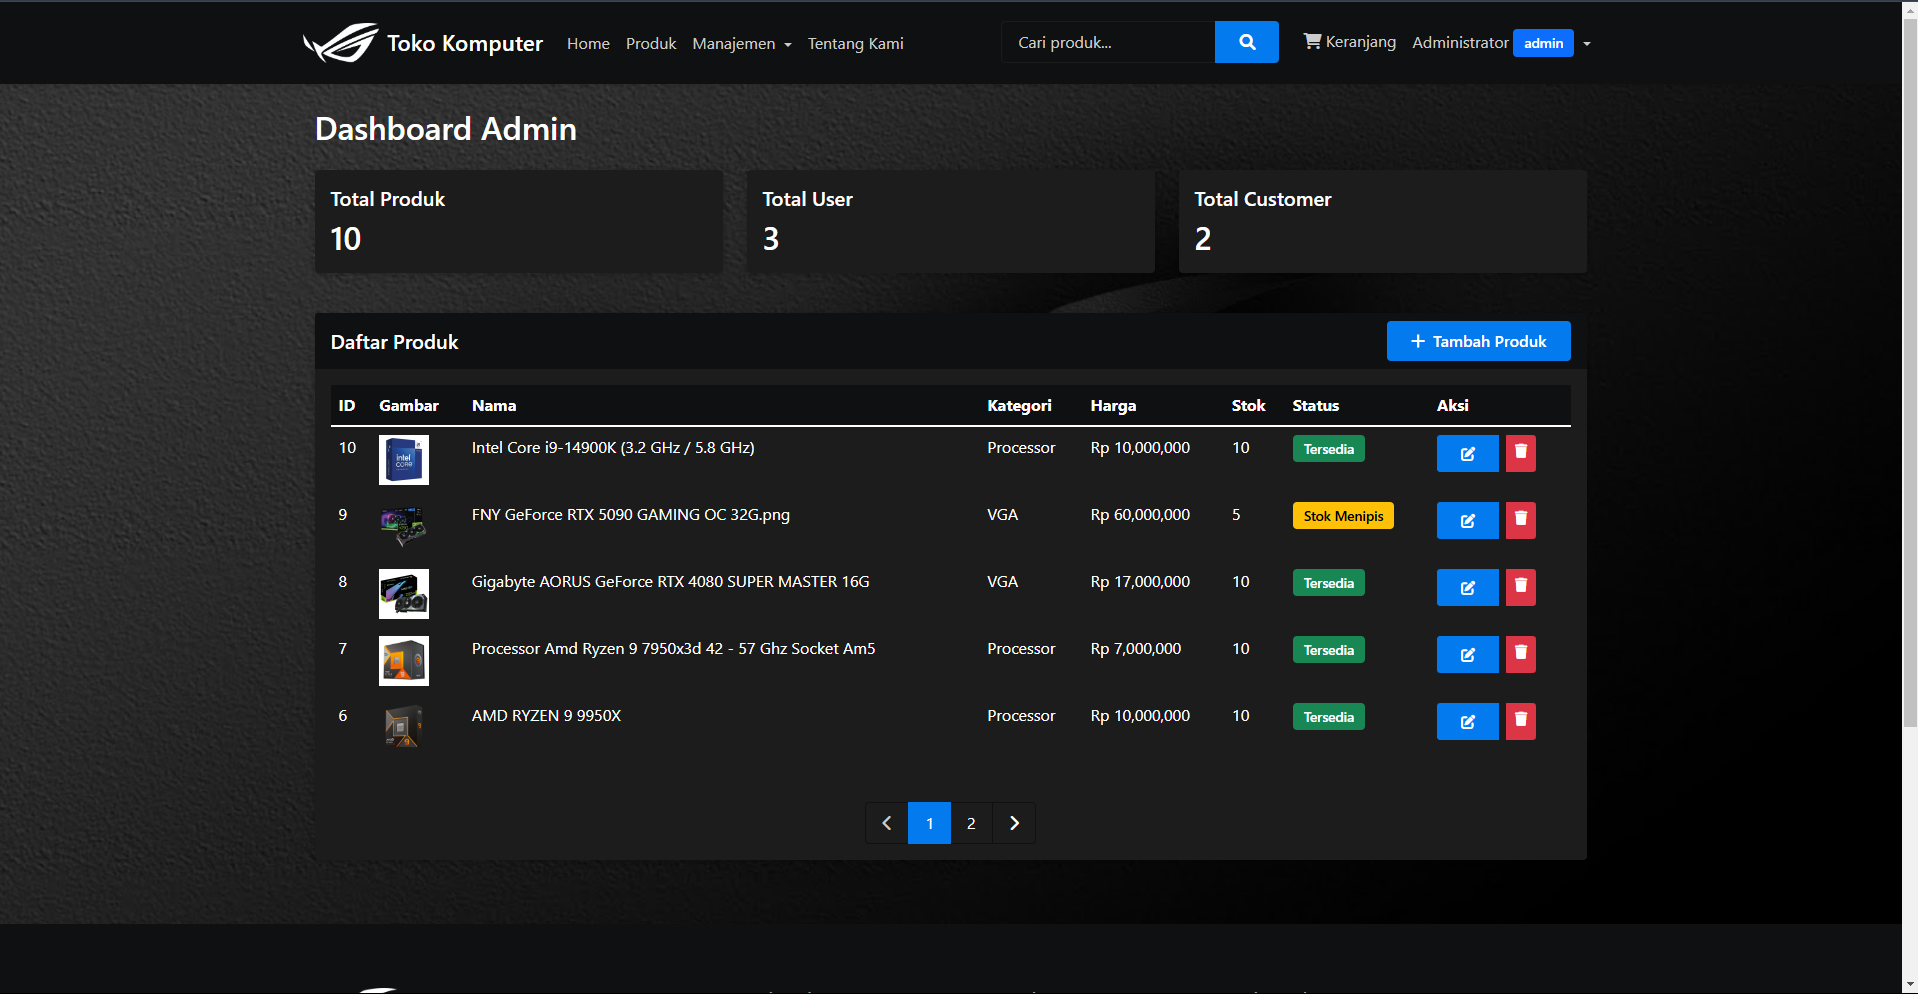 Toko Komputer Home Produk Manajemen Tentang Kami Cari produk... Keranjang Administrator admin
Dashboard Admin
Total Produk
10
Total User
3
Total Customer
2
Daftar Produk
Tambah Produk
ID Gambar Nama Kategori Harga Stok Status Aksi
10 intel CORE Intel Core i9-14900K (3.2 GHz / 5.8 GHz) Processor Rp 10,000,000 10 Tersedia
9 FNY GeForce RTX 5090 GAMING OC 32G.png VGA Rp 60,000,000 5 Stok Menipis
8 Gigabyte AORUS GeForce RTX 4080 SUPER MASTER 16G VGA Rp 17,000,000 10 Tersedia
7 Processor Amd Ryzen 9 7950x3d 42 - 57 Ghz Socket Am5 Processor Rp 7,000,000 10 Tersedia
6 AMD RYZEN 9 9950X Processor Rp 10,000,000 10 Tersedia
1 2